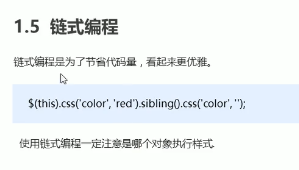 1.5 链式编程
链式编程是为了节省代码量，看起来更优雅。
$(this).css('color', 'red').sibling().css('color', '');
使用链式编程一定注意是哪个对象执行样式.